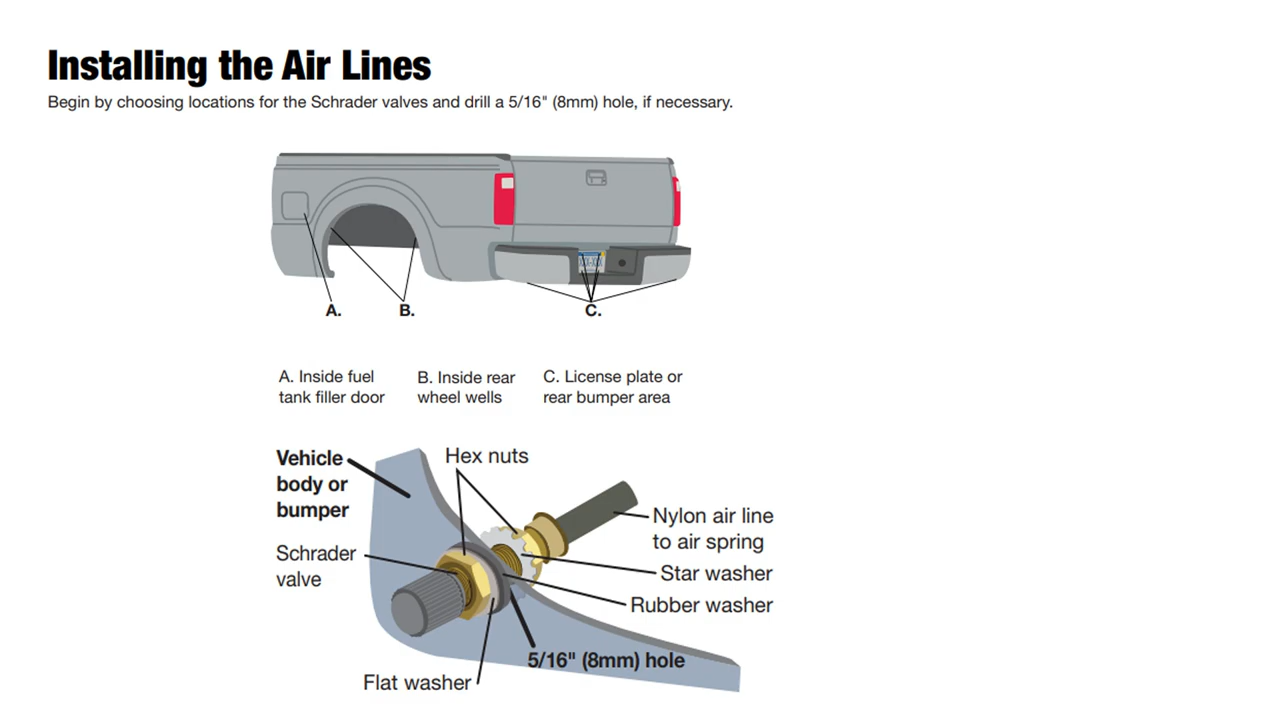 Installing the Air Lines
Begin by choosing locations for the Schrader valves and drill a 5/16" (8mm) hole, if necessary.
A.
B.
C.
A. Inside fuel
tank filler door
B. Inside rear
wheel wells
C. License plate or
rear bumper area
Vehicle
body or
bumper
Hex nuts
Schrader
valve
Nylon air line
to air spring
Star washer
Rubber washer
5/16" (8mm) hole
Flat washer